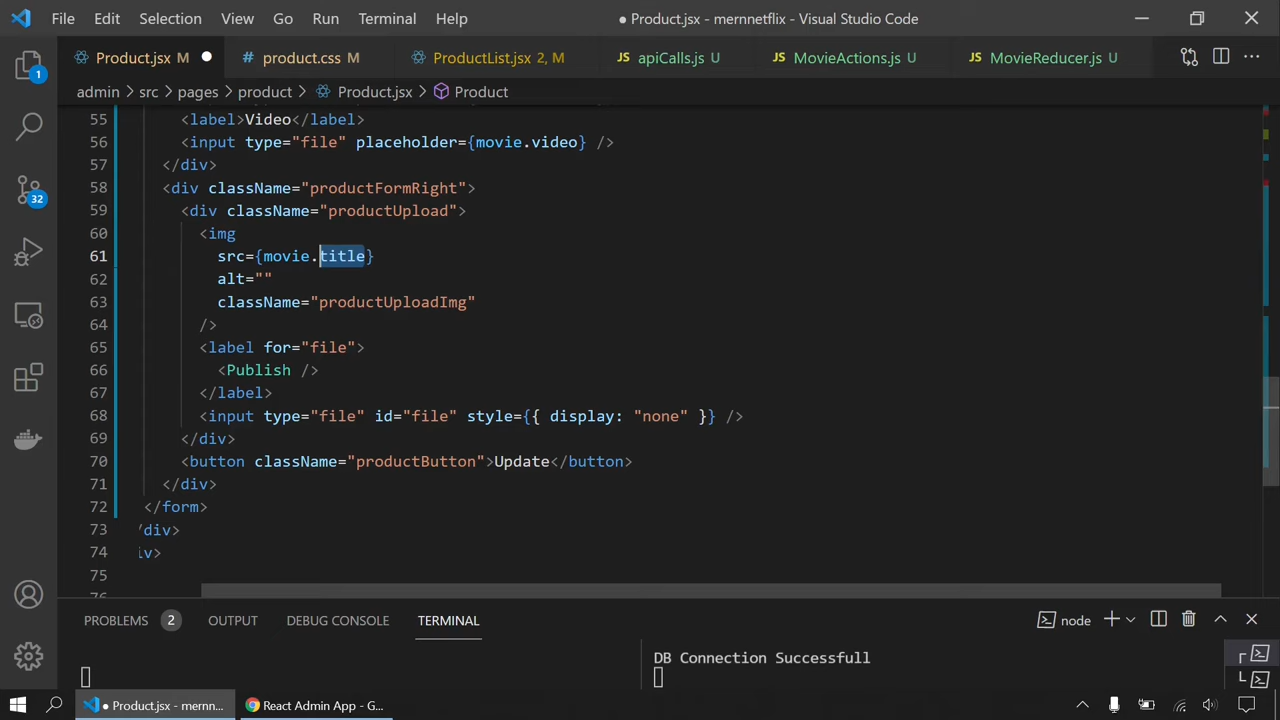 File Edit Selection View Go Run Terminal Help ● Product.jsx - mernnetflix - Visual Studio Code
Product.jsx M product.css M ProductList.jsx 2, M JS apiCalls.js U JS MovieActions.js U JS MovieReducer.js U
admin > src > pages > product > Product.jsx > Product
55 <label>Video</label>
56 <input type="file" placeholder={movie.video} />
57 </div>
58 <div className="productFormRight">
59 <div className="productUpload">
60 <img
61 src={movie.title}
62 alt=""
63 className="productUploadImg"
64 />
65 <label for="file">
66 <Publish />
67 </label>
68 <input type="file" id="file" style={{ display: "none" }} />
69 </div>
70 <button className="productButton">Update</button>
71 </div>
72 </form>
73 /div>
74 iv>
75
1
32
PROBLEMS 2 OUTPUT DEBUG CONSOLE TERMINAL node
DB Connection Successfull
● Product.jsx - mernn... React Admin App - G...